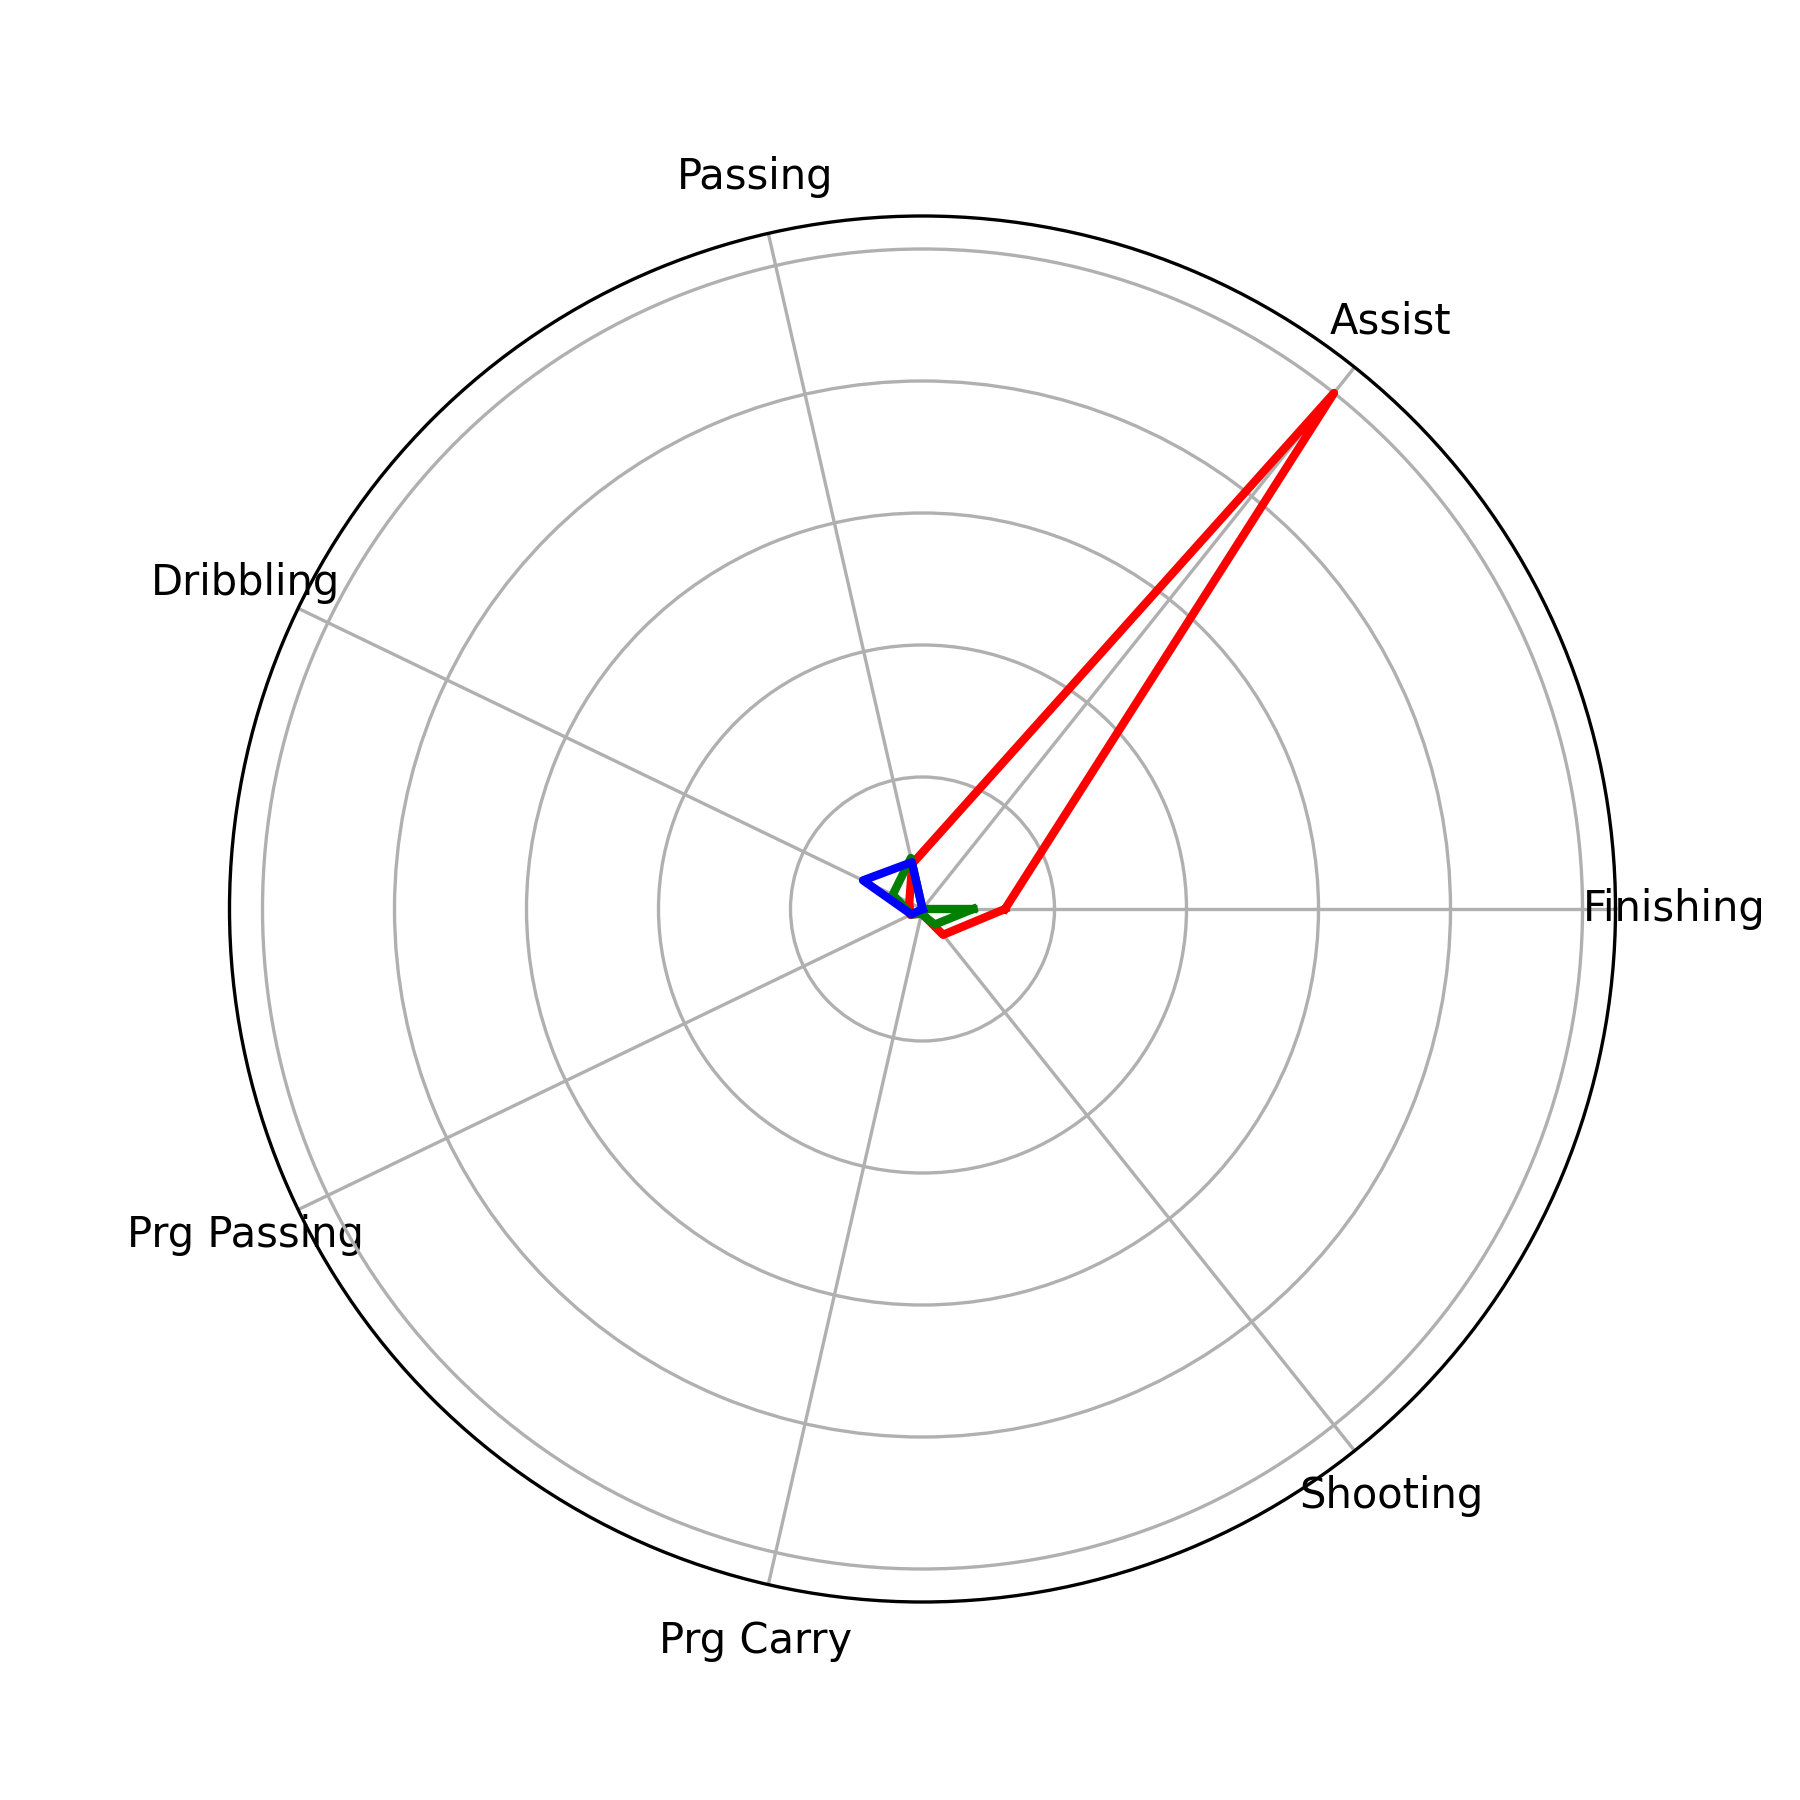 Passing
Assist
Dribbling
Finishing
Prg Passing
Shooting
Prg Carry